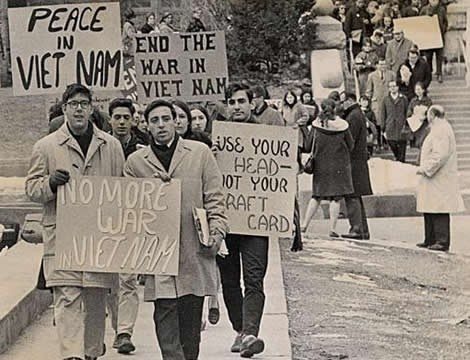 PEACE
IN
VIET NAM
END THE
WAR IN
VIET NAM
USE YOUR
HEAD-
NOT YOUR
DRAFT
CARD
NO MORE
WAR
IN VIETNAM